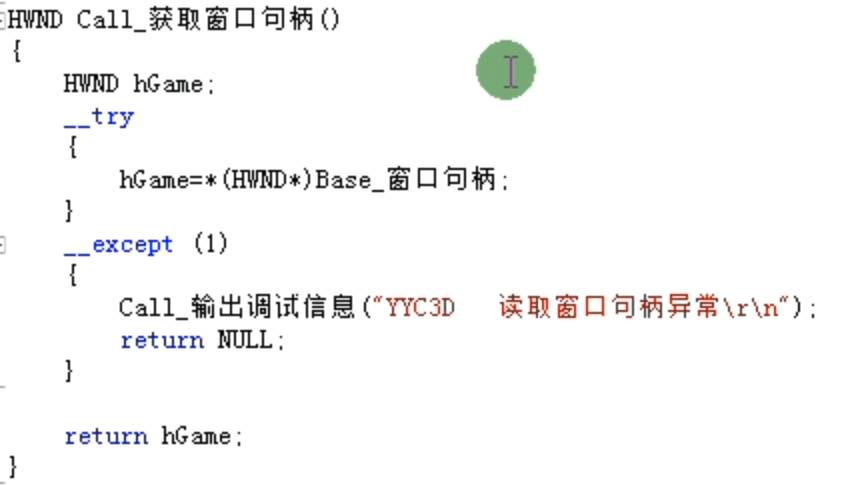 HWND Call_获取窗口句柄()
{
    HWND hGame;
    __try
    {
        hGame=*(HWND*)Base_窗口句柄;
    }
    __except (1)
    {
        Call_输出调试信息("YYC3D   读取窗口句柄异常\r\n");
        return NULL;
    }

    return hGame;
}